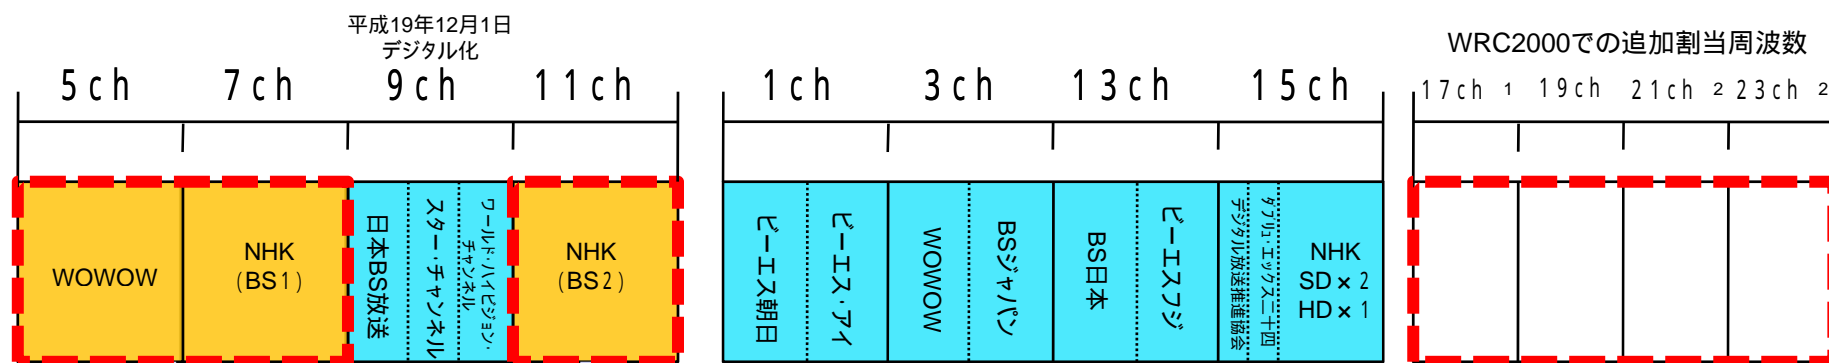 平成19年12月1日
デジタル化
WRC2000での追加割当周波数
5ch 7ch 9ch 11ch 1ch 3ch 13ch 15ch 17ch 1 19ch 21ch 2 23ch 2
WOWOW
NHK
(BS1)
日本BS放送
スター・チャンネル
ワールド・ハイビジョン・
チャンネル
NHK
(BS2)
ビーエス朝日
ビーエス・アイ
WOWOW
BSジャパン
BS日本
ビーエスフジ
デジタル放送推進協会
ダブリュ・エックス二十四
NHK
SD×2
HD×1